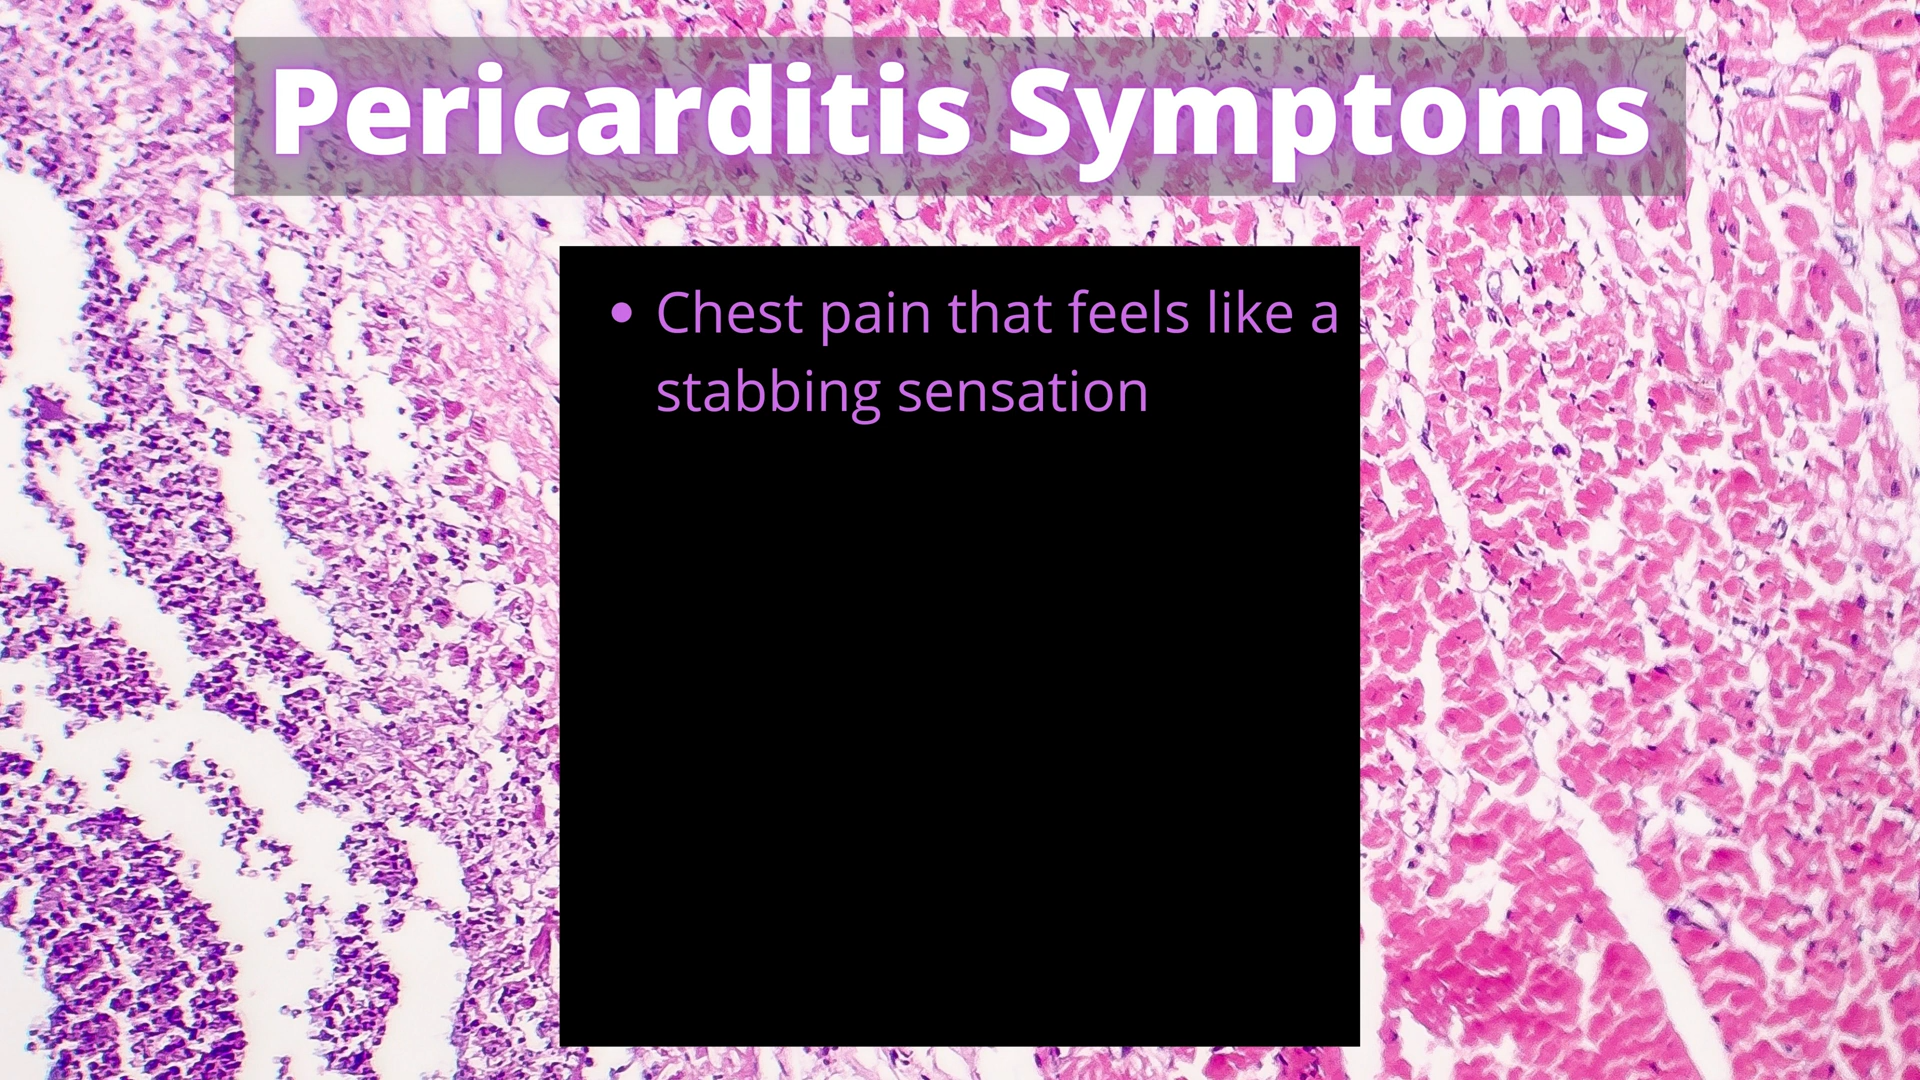 Pericarditis Symptoms
• Chest pain that feels like a
stabbing sensation